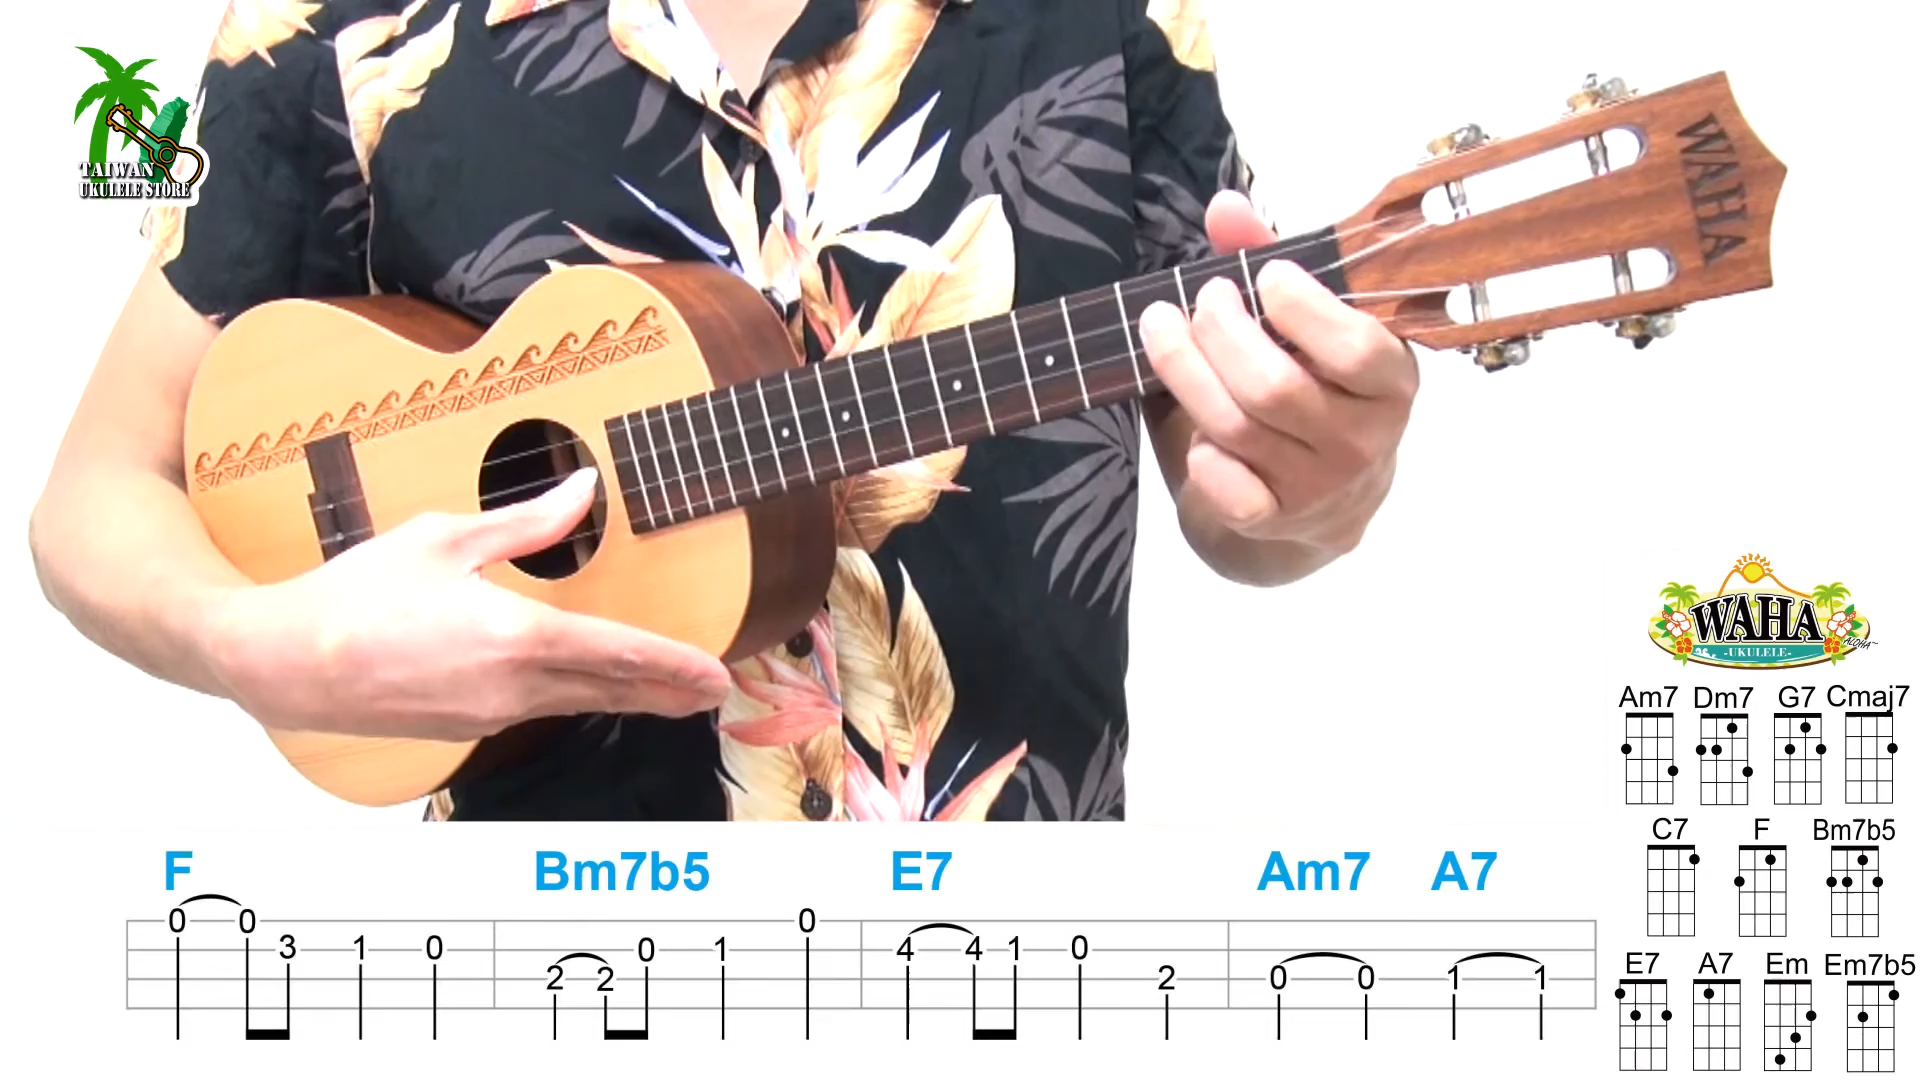 TAIWAN
UKULELE STORE
WAHA
WAHA
ALOHA~
-UKULELE-
Am7 Dm7 G7 Cmaj7
C7 F Bm7b5
E7 A7 Em Em7b5
F Bm7b5 E7 Am7 A7
0 0 3 1 0 2 2 0 1 0 4 4 1 0 2 0 0 1 1